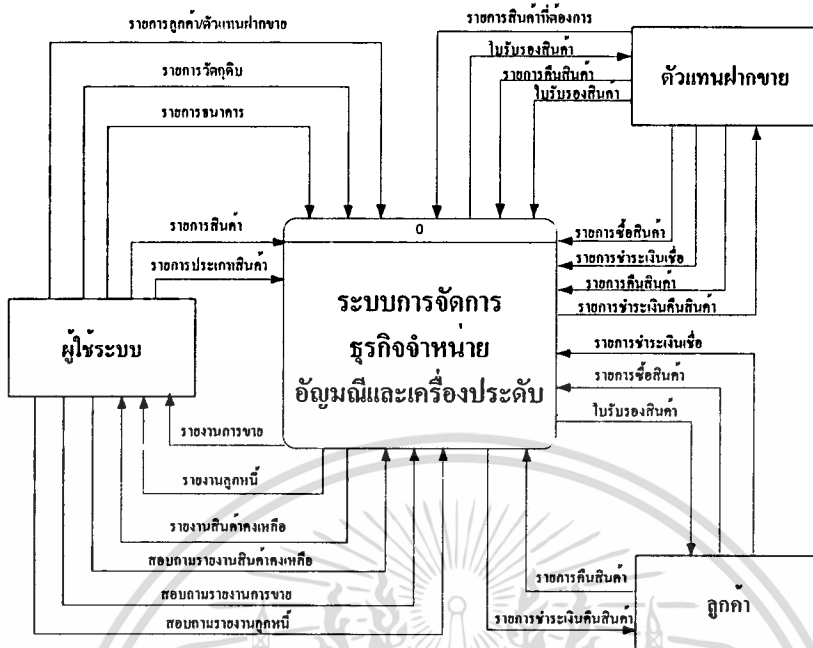 รายการลูกค้า/ตัวแทนฝากขาย
รายการวัตถุดิบ
รายการธนาคาร
รายการสินค้า
รายการประเภทสินค้า
รายการสินค้าที่ต้องการ
ใบรับรองสินค้า
รายการคืนสินค้า
ใบรับรองสินค้า
ตัวแทนฝากขาย
0
ระบบการจัดการ
ธุรกิจจำหน่าย
อัญมณีและเครื่องประดับ
รายการซื้อสินค้า
รายการชำระเงินเชื่อ
รายการคืนสินค้า
รายการชำระเงินคืนสินค้า
ผู้ใช้ระบบ
รายการชำระเงินเชื่อ
รายการซื้อสินค้า
ใบรับรองสินค้า
รายงานการขาย
รายงานลูกหนี้
รายงานสินค้าคงเหลือ
สอบถามรายงานสินค้าคงเหลือ
สอบถามรายงานการขาย
สอบถามรายงานลูกหนี้
รายการคืนสินค้า
รายการชำระเงินคืนสินค้า
ลูกค้า